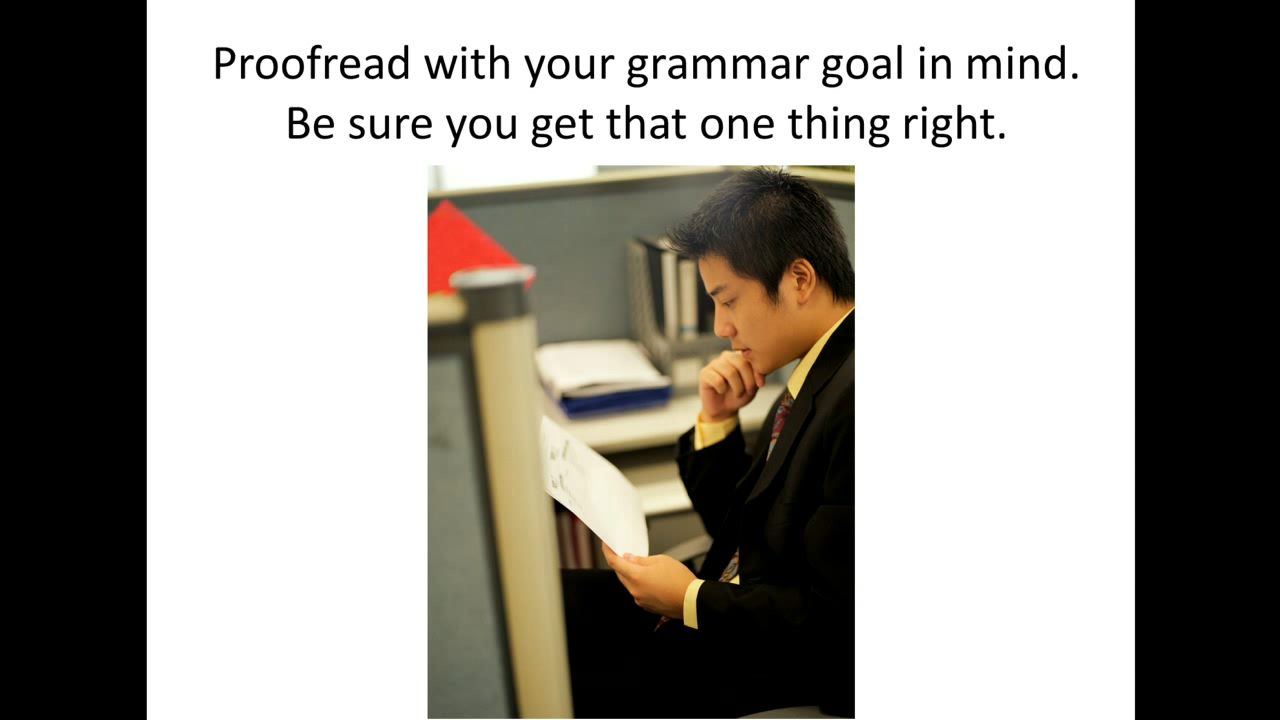 Proofread with your grammar goal in mind.
Be sure you get that one thing right.